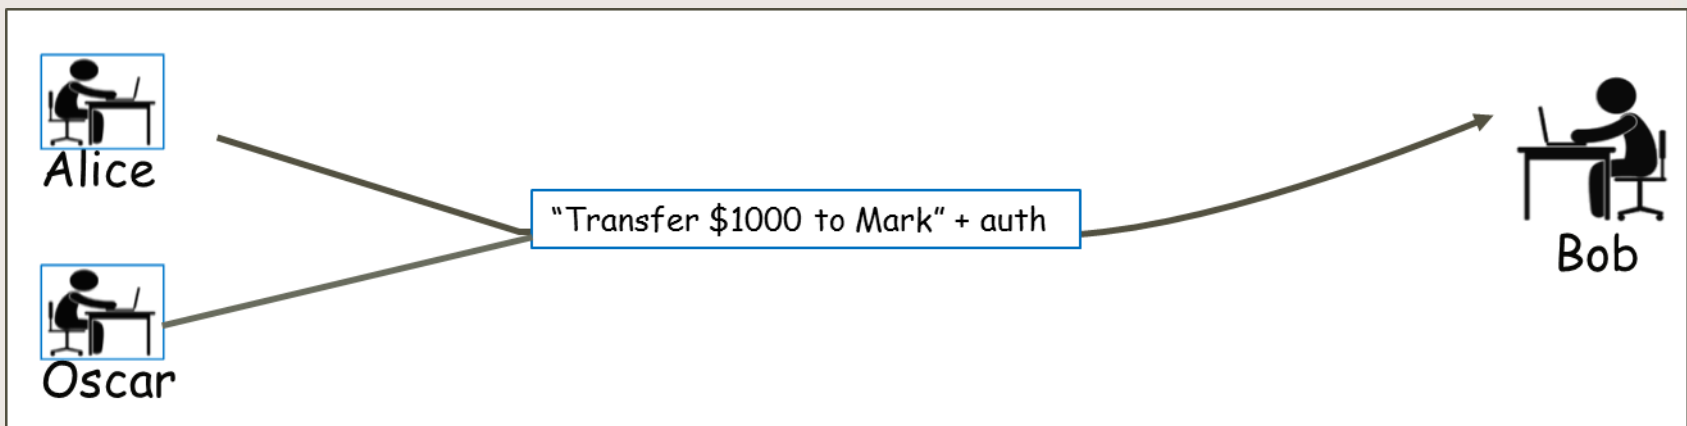 Alice
“Transfer $1000 to Mark” + auth
Bob
Oscar